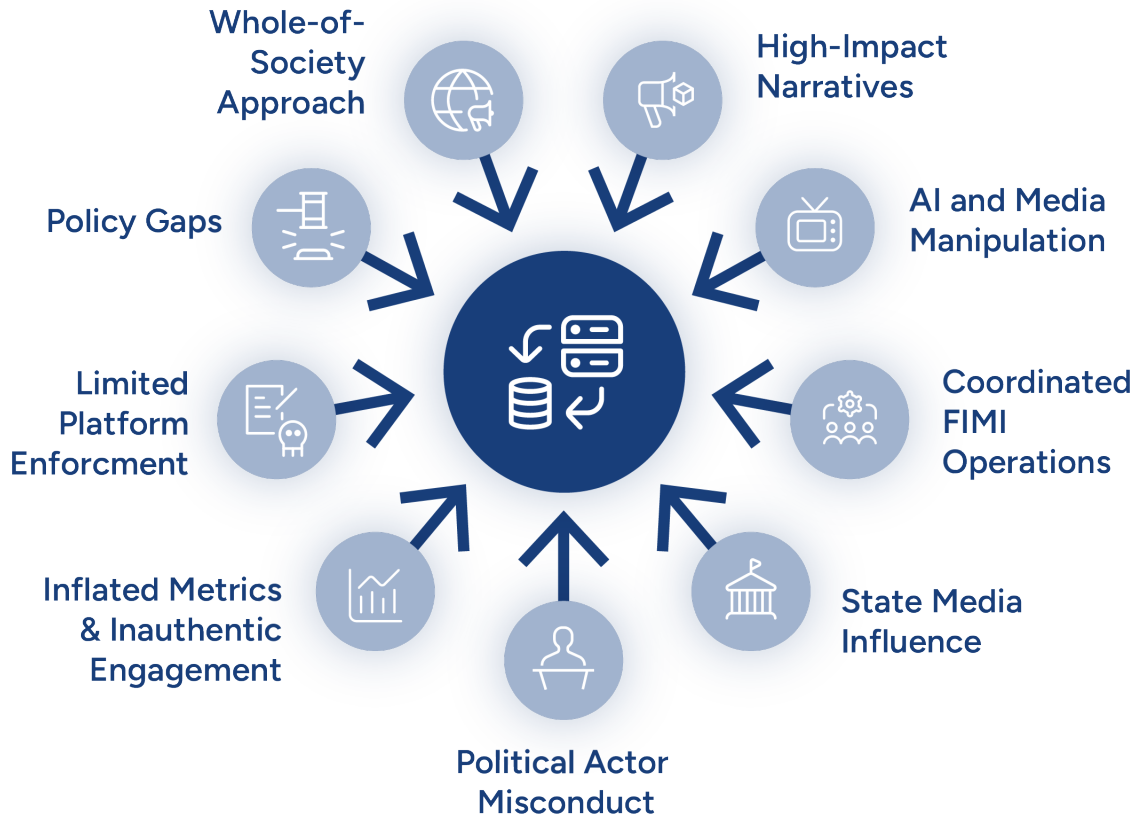 Whole-of-
Society
Approach
High-Impact
Narratives
AI and Media
Manipulation
Policy Gaps
Coordinated
FIMI
Operations
Limited
Platform
Enforcment
State Media
Influence
Inflated Metrics
& Inauthentic
Engagement
Political Actor
Misconduct